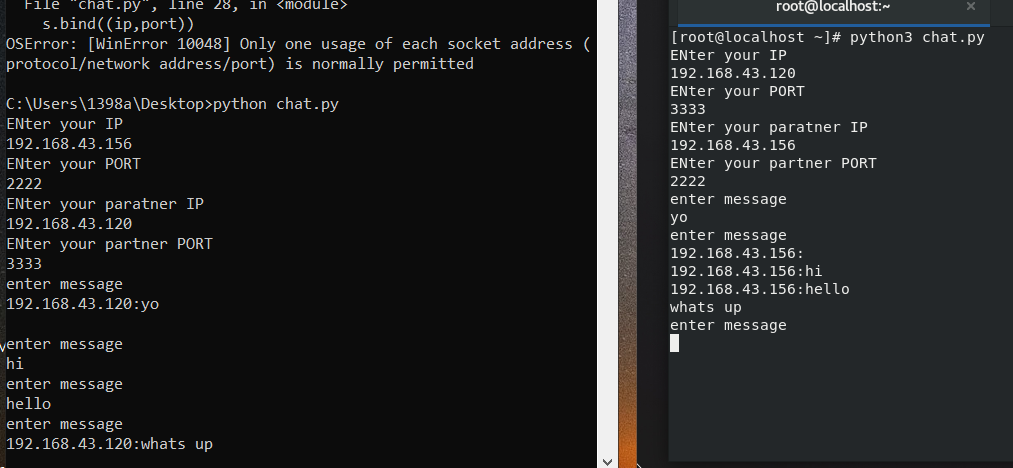 File "chat.py", line 28, in <module>
s.bind((ip,port))
OSError: [WinError 10048] Only one usage of each socket address (
protocol/network address/port) is normally permitted
C:\Users\1398a\Desktop>python chat.py
ENter your IP
192.168.43.156
ENter your PORT
2222
ENter your paratner IP
192.168.43.120
ENter your partner PORT
3333
enter message
192.168.43.120:yo
enter message
hi
enter message
hello
enter message
192.168.43.120:whats up
root@localhost:~
[root@localhost ~]# python3 chat.py
ENter your IP
192.168.43.120
ENter your PORT
3333
ENter your paratner IP
192.168.43.156
ENter your partner PORT
2222
enter message
yo
enter message
192.168.43.156:
192.168.43.156:hi
192.168.43.156:hello
whats up
enter message